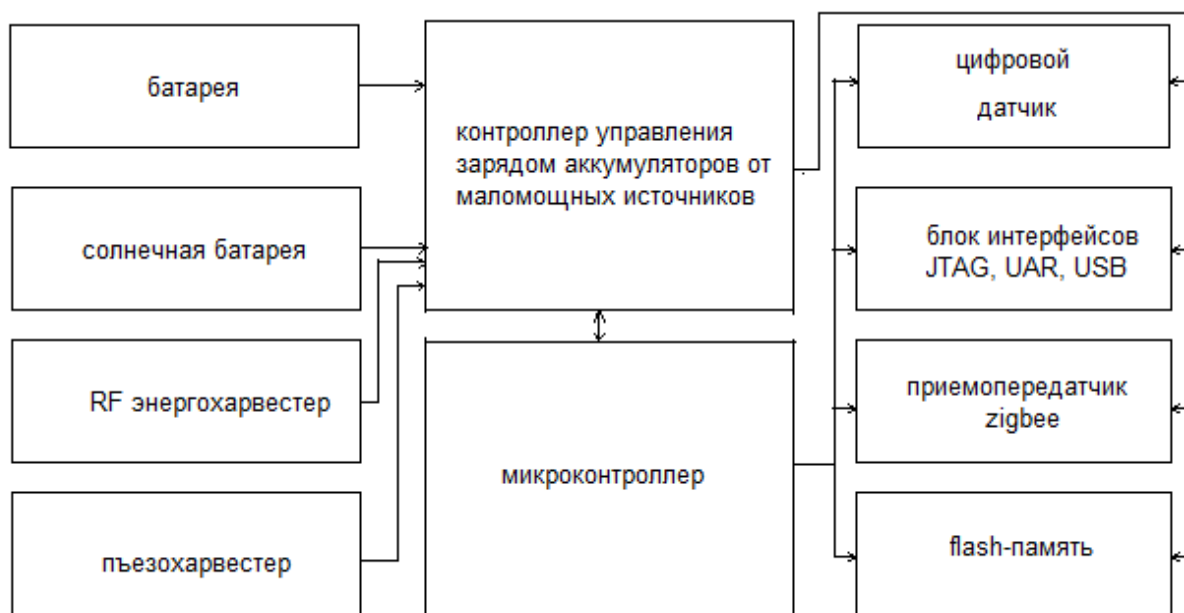 батарея
солнечная батарея
RF энергохарвестер
пъезохарвестер
контроллер управления
зарядом аккумуляторов от
маломощных источников
микроконтроллер
цифровой
датчик
блок интерфейсов
JTAG, UAR, USB
приемопередатчик
zigbee
flash-память